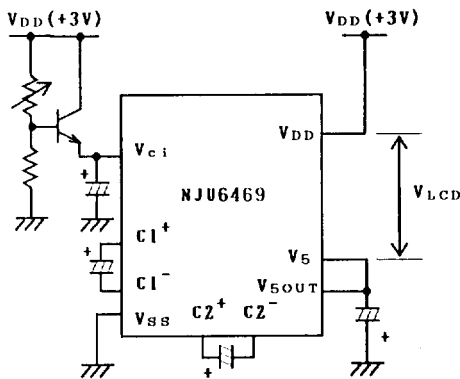 VDD(+3V)
VDD(+3V)
VDD
Vci
+
NJU6469
VLCD
C1+
+
C1-
V5
V5OUT
VSS
C2+ C2-
+
+